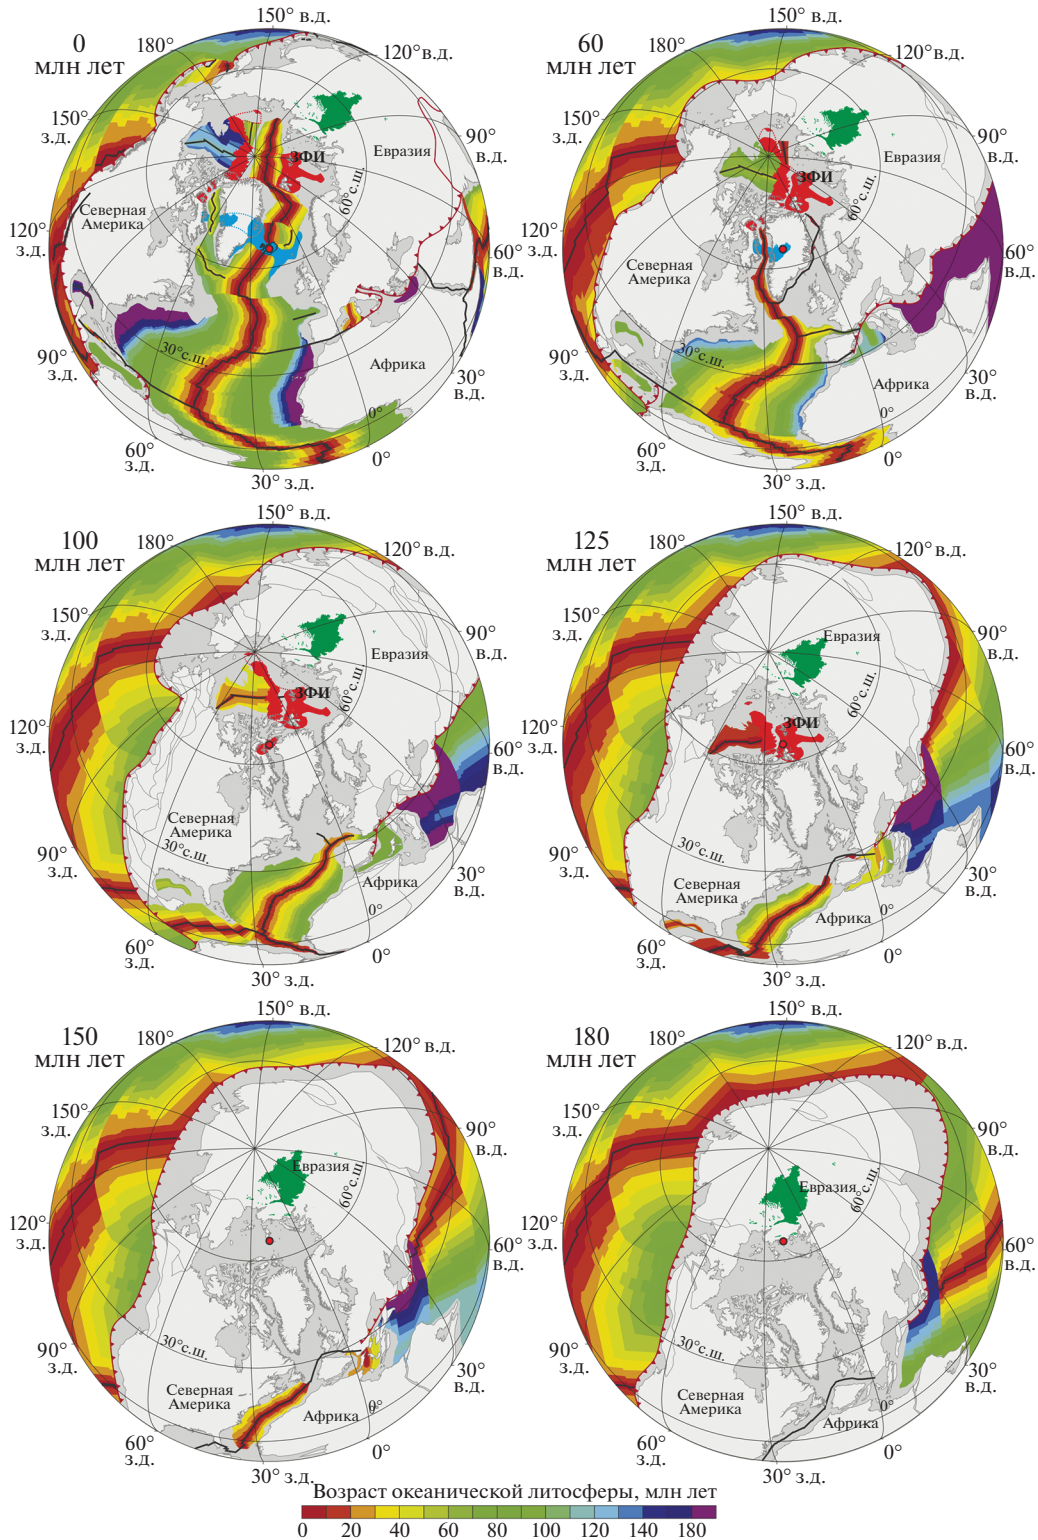 150° в.д.
0
млн лет
180°
120°
в.д.
150°
з.д.
90°
в.д.
ЗФИ
Евразия
60°с.ш.
Северная
Америка
120°
з.д.
60°
в.д.
30°с.ш.
90°
з.д.
Африка
30°
в.д.
0°
60°
з.д.
0°
30° з.д.
150° в.д.
60
млн лет
180°
120°
в.д.
150°
з.д.
90°
в.д.
Евразия
ЗФИ
60°с.ш.
120°
з.д.
60°
в.д.
Северная
Америка
30°с.ш.
90°
з.д.
Африка
30°
в.д.
0°
60°
з.д.
0°
30° з.д.
150° в.д.
100
млн лет
180°
120° в.д.
150°
з.д.
90°
в.д.
Евразия
60°с.ш.
ЗФИ
120°
з.д.
60°
в.д.
Северная
Америка
30°с.ш.
90°
з.д.
Африка
30°
в.д.
0°
60°
з.д.
0°
30° з.д.
150° в.д.
125
млн лет
180°
120° в.д.
150°
з.д.
90°
в.д.
Евразия
60°с.ш.
ЗФИ
120°
з.д.
60°
в.д.
30°с.ш.
90°
з.д.
Северная
Америка
Африка
30°
в.д.
0°
60°
з.д.
0°
30° з.д.
150° в.д.
150
млн лет
180°
120° в.д.
150°
з.д.
90°
в.д.
Евразия
60°с.ш.
120°
з.д.
60°
в.д.
30°с.ш.
90°
з.д.
Северная
Америка
Африка
30°
в.д.
0°
60°
з.д.
0°
30° з.д.
150° в.д.
180
млн лет
180°
120° в.д.
150°
з.д.
90°
в.д.
Евразия
60°с.ш.
120°
з.д.
60°
в.д.
30°с.ш.
90°
з.д.
Северная
Америка
Африка
30°
в.д.
0°
60°
з.д.
0°
30° з.д.
Возраст океанической литосферы, млн лет
0 20 40 60 80 100 120 140 160 180